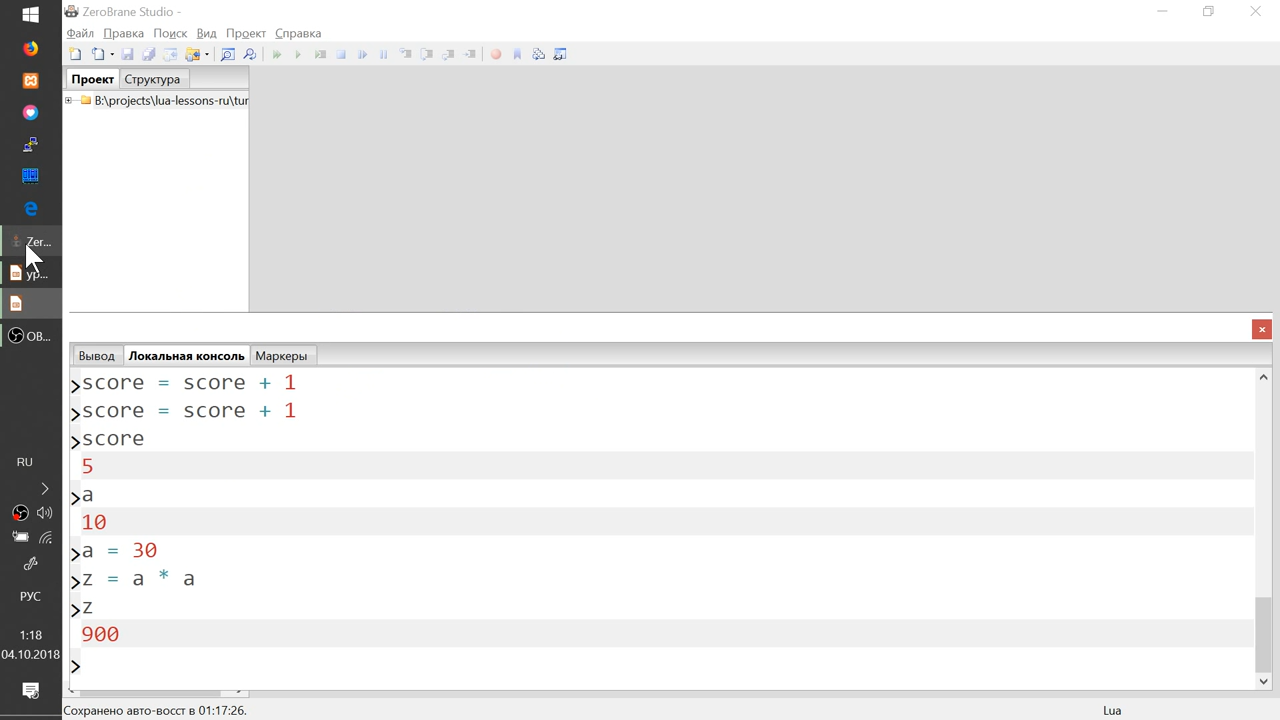 ZeroBrane Studio -
Файл Правка Поиск Вид Проект Справка
Проект Структура
B:\projects\lua-lessons-ru\tur
Zer...
ур...
OB...
Вывод Локальная консоль Маркеры
>score = score + 1
>score = score + 1
>score
5
>a
10
>a = 30
>z = a * a
>z
900
>
RU
РУС
1:18
04.10.2018
Сохранено авто-восст в 01:17:26.
Lua